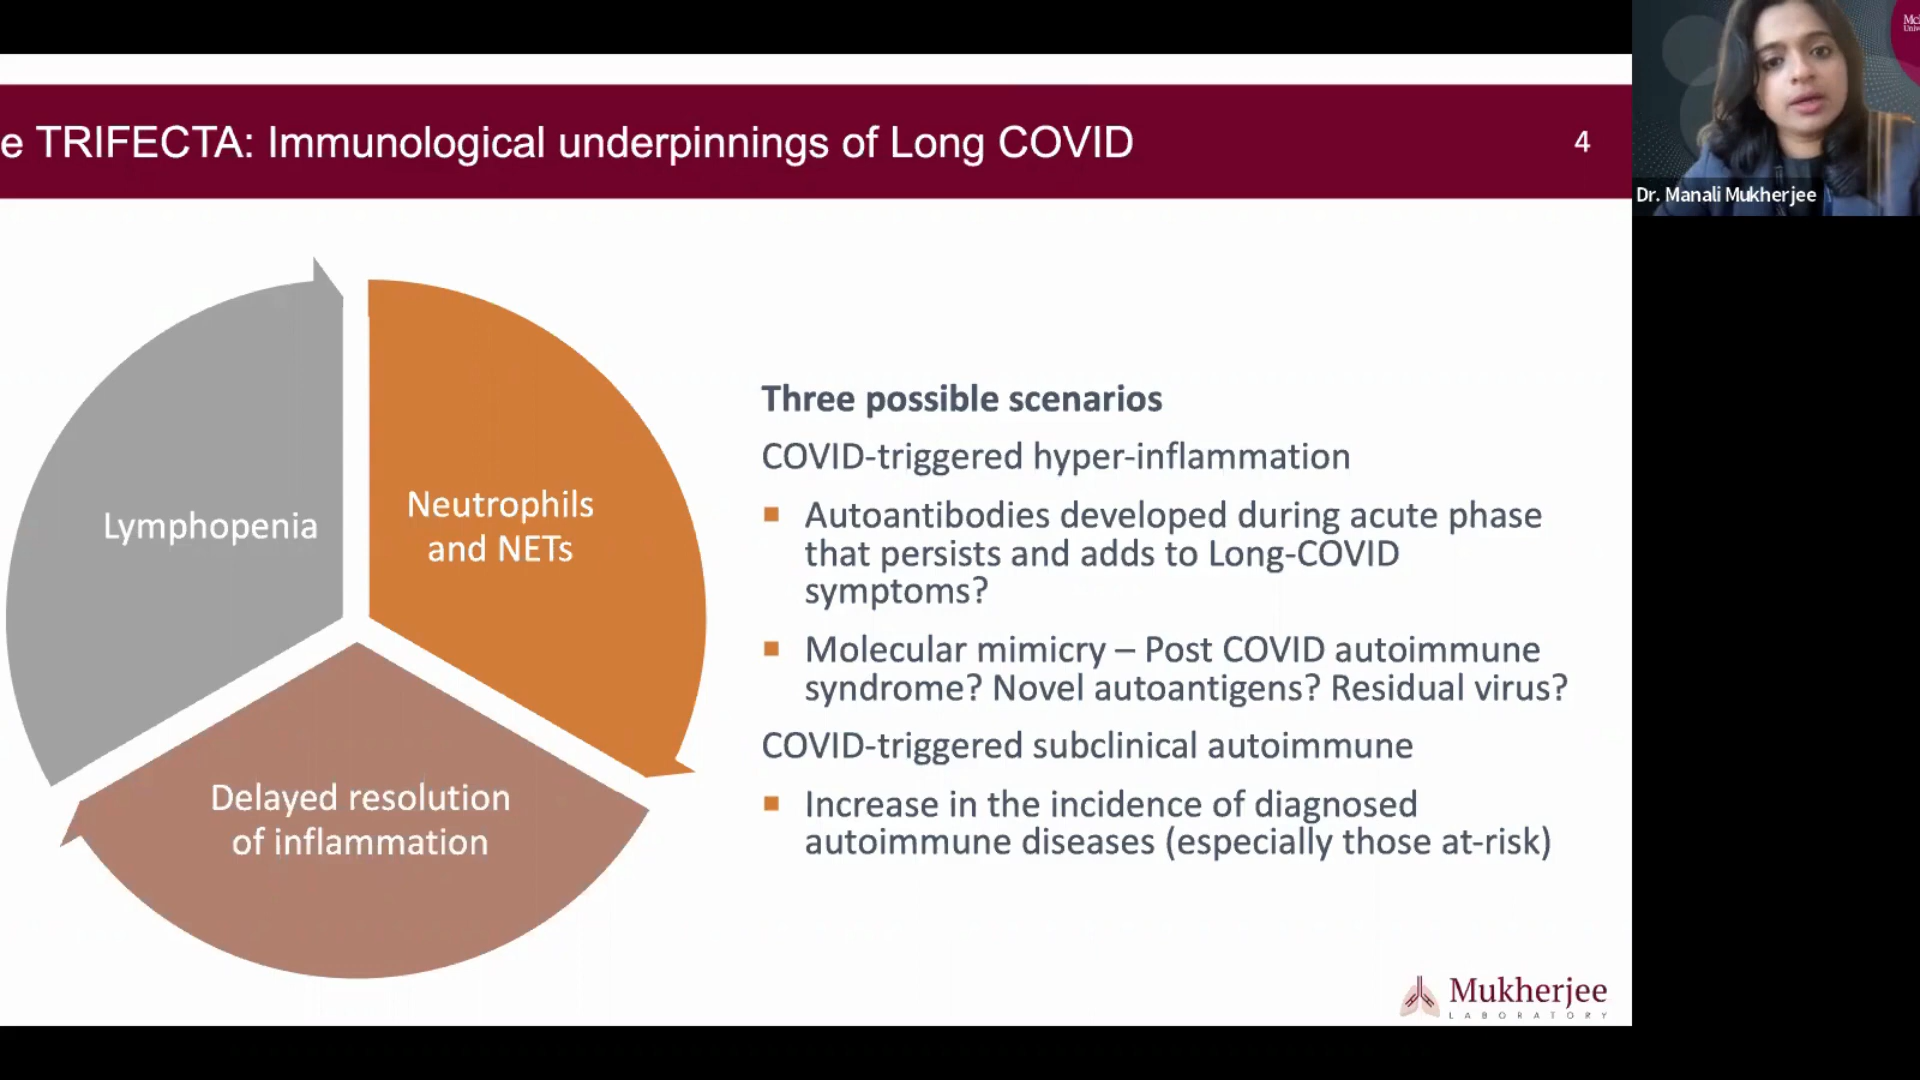 e TRIFECTA: Immunological underpinnings of Long COVID
4
Dr. Manali Mukherjee
Lymphopenia
Neutrophils
and NETs
Delayed resolution
of inflammation
Three possible scenarios
COVID-triggered hyper-inflammation
Autoantibodies developed during acute phase
that persists and adds to Long-COVID
symptoms?
Molecular mimicry – Post COVID autoimmune
syndrome? Novel autoantigens? Residual virus?
COVID-triggered subclinical autoimmune
Increase in the incidence of diagnosed
autoimmune diseases (especially those at-risk)
Mukherjee
LABORATORY